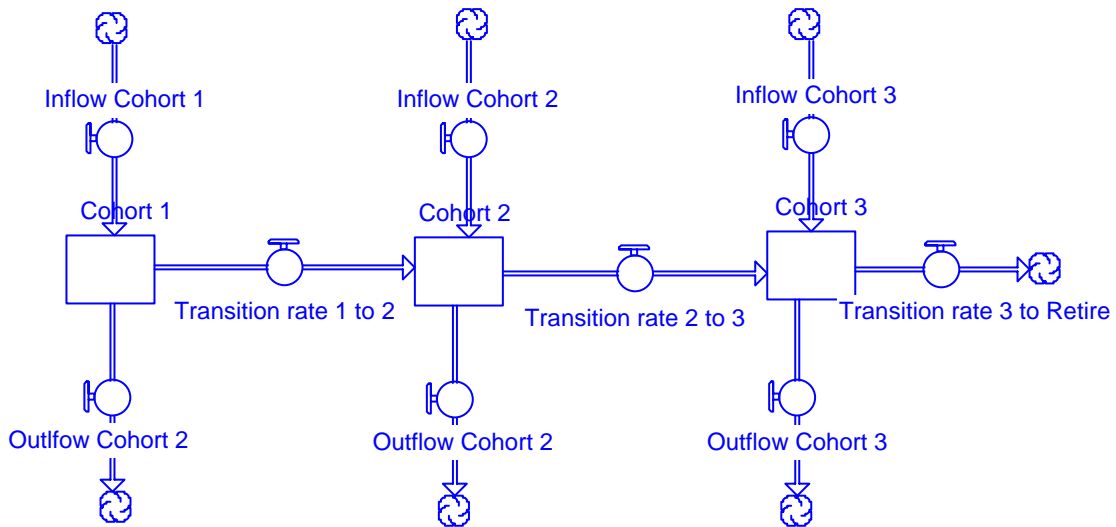 Inflow Cohort 1
Inflow Cohort 2
Inflow Cohort 3
Cohort 1
Cohort 2
Cohort 3
Transition rate 1 to 2
Transition rate 2 to 3
Transition rate 3 to Retire
Outlfow Cohort 2
Outflow Cohort 2
Outflow Cohort 3